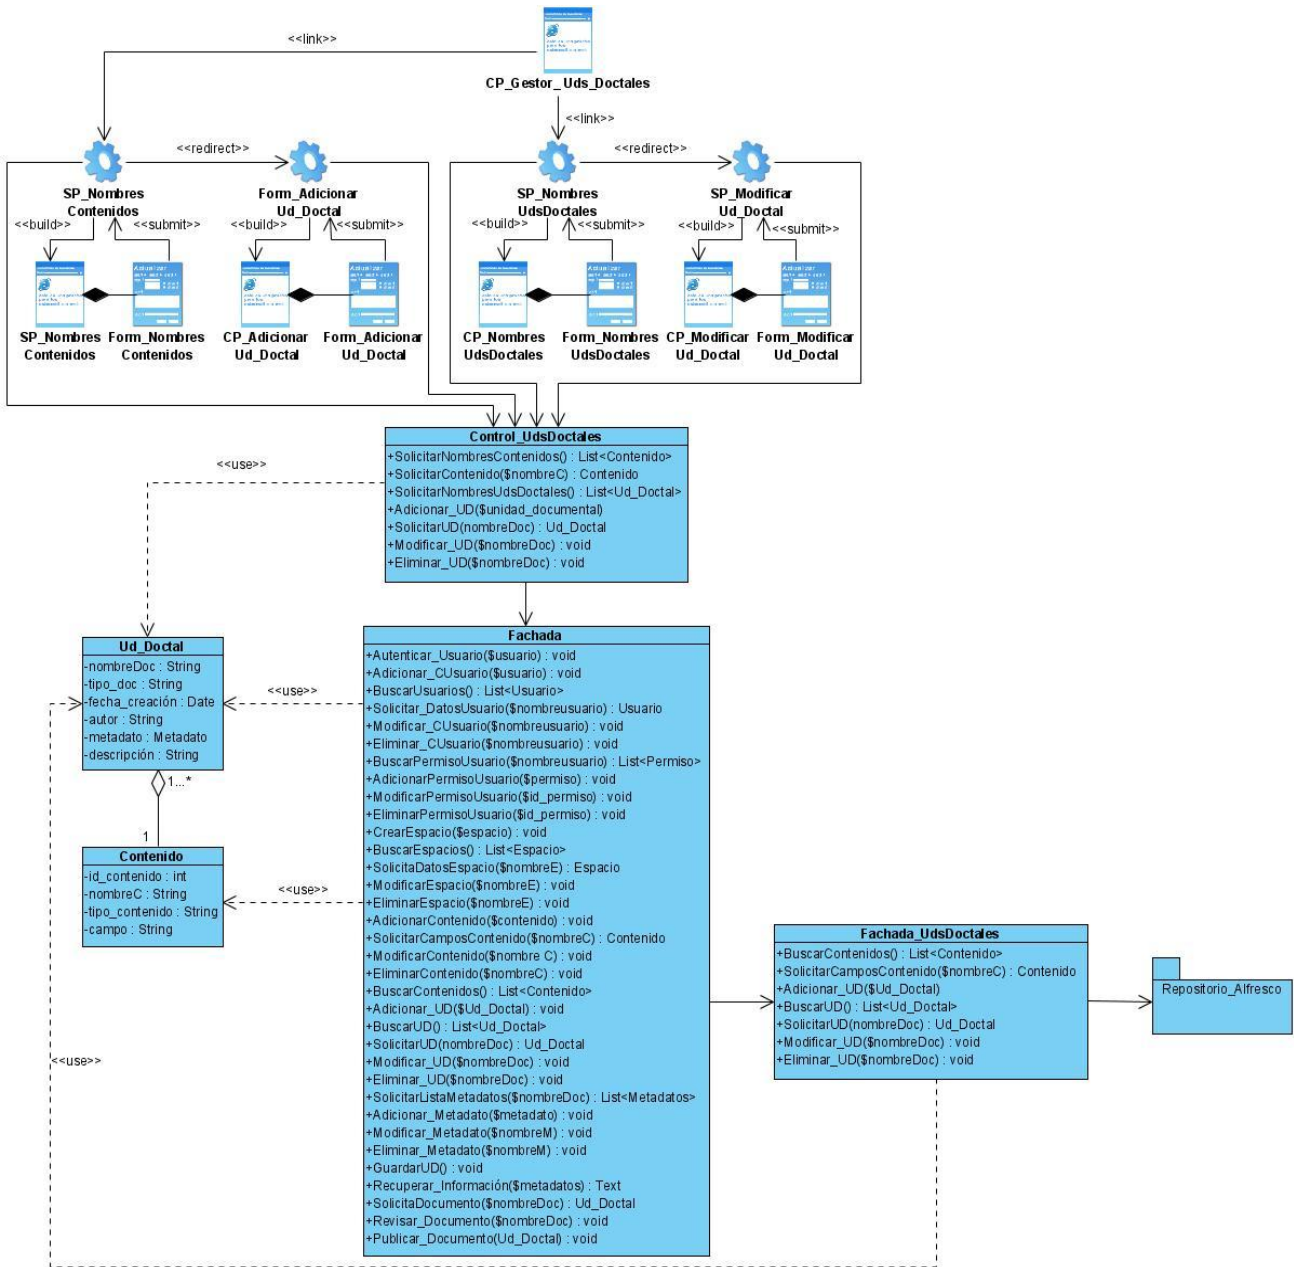 <<link>>
CP_Gestor_Uds_Doctales
<<link>>
<<redirect>>
<<redirect>>
SP_Nombres
Contenidos
Form_Adicionar
Ud_Doctal
SP_Nombres
UdsDoctales
SP_Modificar
Ud_Doctal
<<build>>
<<submit>>
<<build>>
<<submit>>
<<build>>
<<submit>>
<<build>>
<<submit>>
Actualizar
Actualizar
Actualizar
Actualizar
SP_Nombres
Contenidos
Form_Nombres
Contenidos
CP_Adicionar
Ud_Doctal
Form_Adicionar
Ud_Doctal
CP_Nombres
UdsDoctales
Form_Nombres
UdsDoctales
CP_Modificar
Ud_Doctal
Form_Modificar
Ud_Doctal
Control_UdsDoctales
+SolicitarNombresContenidos() : List<Contenido>
+SolicitarContenido($nombreC) : Contenido
+SolicitarNombresUdsDoctales() : List<Ud_Doctal>
+Adicionar_UD($unidad_documental)
+SolicitarUD(nombreDoc) : Ud_Doctal
+Modificar_UD($nombreDoc) : void
+Eliminar_UD($nombreDoc) : void
<<use>>
Ud_Doctal
-nombreDoc : String
-tipo_doc : String
-fecha_creación : Date
-autor : String
-metadato : Metadato
-descripción : String
<<use>>
1...*
1
Contenido
-id_contenido : int
-nombreC : String
-tipo_contenido : String
-campo : String
<<use>>
<<use>>
Fachada
+Autenticar_Usuario($usuario) : void
+Adicionar_CUsuario($usuario) : void
+BuscarUsuarios() : List<Usuario>
+Solicitar_DatosUsuario($nombreusuario) : Usuario
+Modificar_CUsuario($nombreusuario) : void
+Eliminar_CUsuario($nombreusuario) : void
+BuscarPermisoUsuario($nombreusuario) : List<Permiso>
+AdicionarPermisoUsuario($permiso) : void
+ModificarPermisoUsuario($id_permiso) : void
+EliminarPermisoUsuario($id_permiso) : void
+CrearEspacio($espacio) : void
+BuscarEspacios() : List<Espacio>
+SolicitaDatosEspacio($nombreE) : Espacio
+ModificarEspacio($nombreE) : void
+EliminarEspacio($nombreE) : void
+AdicionarContenido($contenido) : void
+SolicitarCamposContenido($nombreC) : Contenido
+ModificarContenido($nombre C) : void
+EliminarContenido($nombreC) : void
+BuscarContenidos() : List<Contenido>
+Adicionar_UD($Ud_Doctal) : void
+BuscarUD() : List<Ud_Doctal>
+SolicitarUD(nombreDoc) : Ud_Doctal
+Modificar_UD($nombreDoc) : void
+Eliminar_UD($nombreDoc) : void
+SolicitarListaMetadatos($nombreDoc) : List<Metadatos>
+Adicionar_Metadato($metadato) : void
+Modificar_Metadato($nombreM) : void
+Eliminar_Metadato($nombreM) : void
+GuardarUD() : void
+Recuperar_Información($metadatos) : Text
+SolicitaDocumento($nombreDoc) : Ud_Doctal
+Revisar_Documento($nombreDoc) : void
+Publicar_Documento(Ud_Doctal) : void
Fachada_UdsDoctales
+BuscarContenidos() : List<Contenido>
+SolicitarCamposContenido($nombreC) : Contenido
+Adicionar_UD($Ud_Doctal)
+BuscarUD() : List<Ud_Doctal>
+SolicitarUD(nombreDoc) : Ud_Doctal
+Modificar_UD($nombreDoc) : void
+Eliminar_UD($nombreDoc) : void
Repositorio_Alfresco